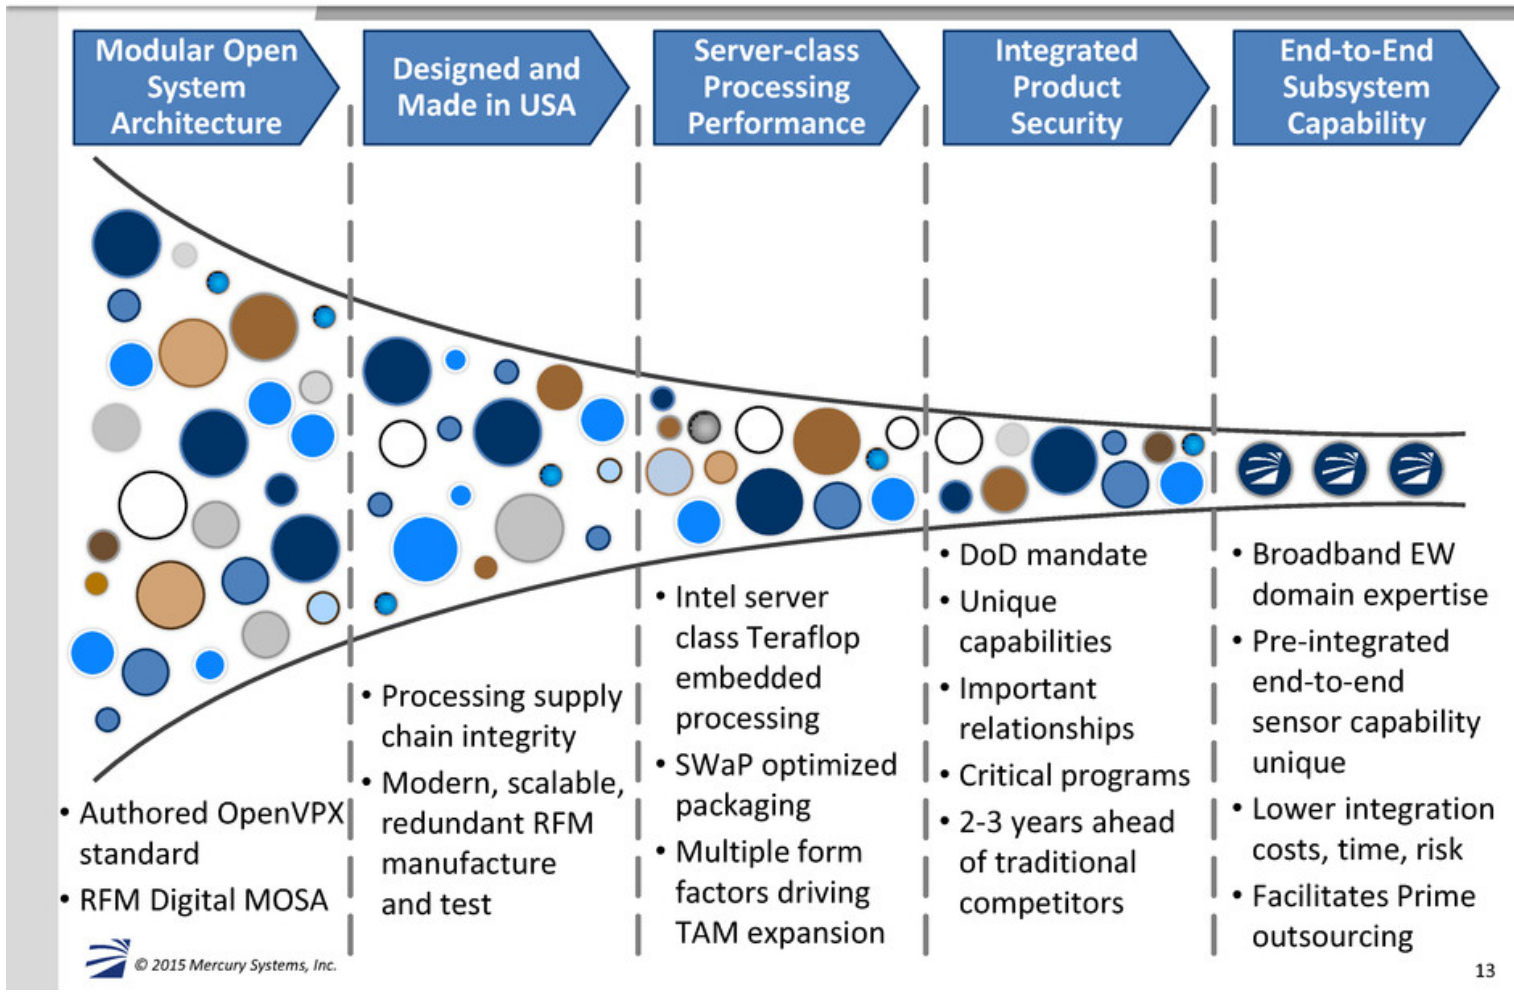 Modular Open
System
Architecture
Designed and
Made in USA
Server-class
Processing
Performance
Integrated
Product
Security
End-to-End
Subsystem
Capability
• Authored OpenVPX
standard
• RFM Digital MOSA
• Processing supply
chain integrity
• Modern, scalable,
redundant RFM
manufacture
and test
• Intel server
class Teraflop
embedded
processing
• SWaP optimized
packaging
• Multiple form
factors driving
TAM expansion
• DoD mandate
• Unique
capabilities
• Important
relationships
• Critical programs
• 2-3 years ahead
of traditional
competitors
• Broadband EW
domain expertise
• Pre-integrated
end-to-end
sensor capability
unique
• Lower integration
costs, time, risk
• Facilitates Prime
outsourcing
© 2015 Mercury Systems, Inc.
13